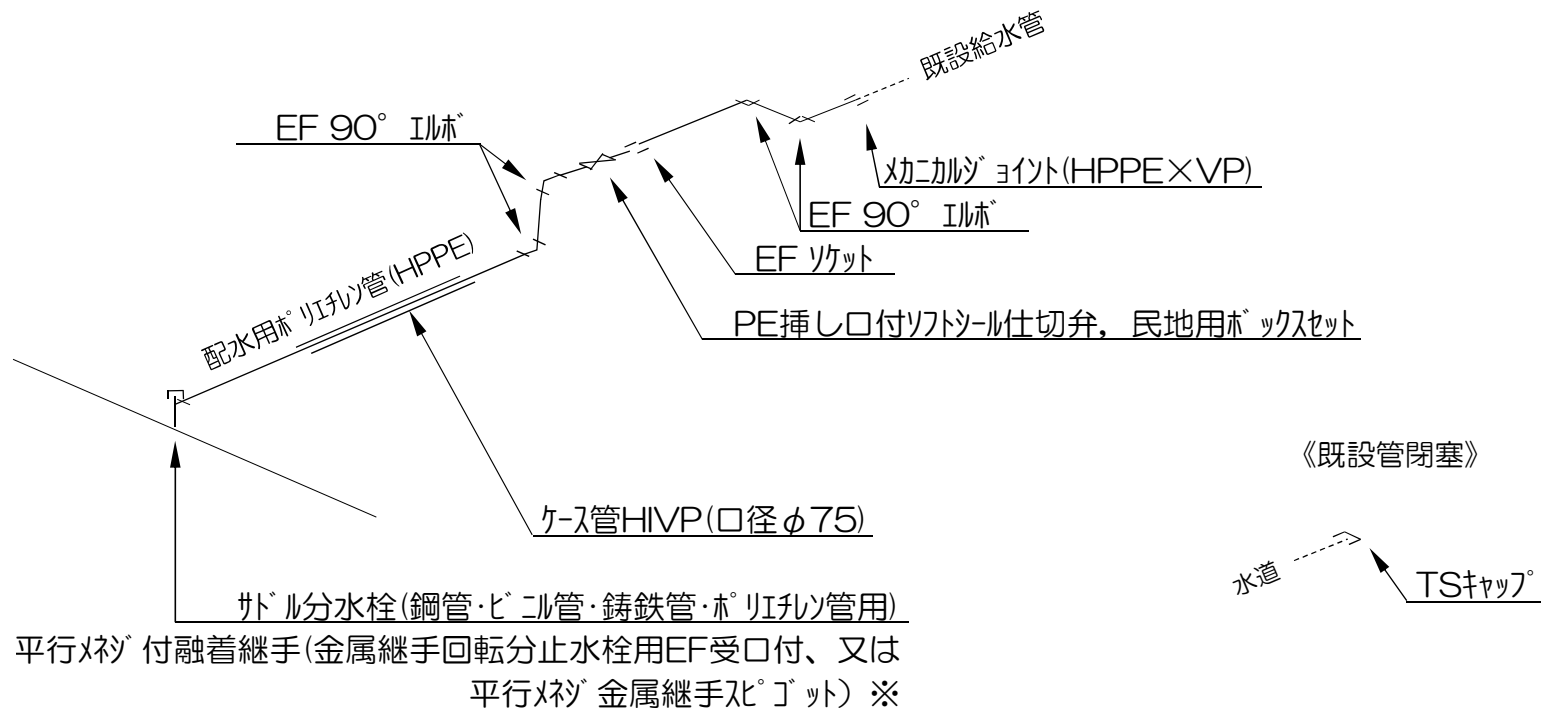 既設給水管
EF 90° ｴﾙﾎﾞ
ﾒｶﾆｶﾙｼﾞｮｲﾝﾄ(HPPE×VP)
EF 90° ｴﾙﾎﾞ
EF ｿｹｯﾄ
配水用ﾎﾟﾘｴﾁﾚﾝ管(HPPE)
PE挿し口付ｿﾌﾄｼｰﾙ仕切弁，民地用ﾎﾞｯｸｽｾｯﾄ
《既設管閉塞》
ｹｰｽ管HIVP(口径φ75)
水道
TSｷｬｯﾌﾟ
ｻﾄﾞﾙ分水栓(鋼管･ﾋﾞﾆﾙ管･鋳鉄管･ﾎﾟﾘｴﾁﾚﾝ管用)
平行ﾒﾈｼﾞ付融着継手(金属継手回転分止水栓用EF受口付、又は
平行ﾒﾈｼﾞ金属継手ｽﾋﾟｺﾞｯﾄ）※